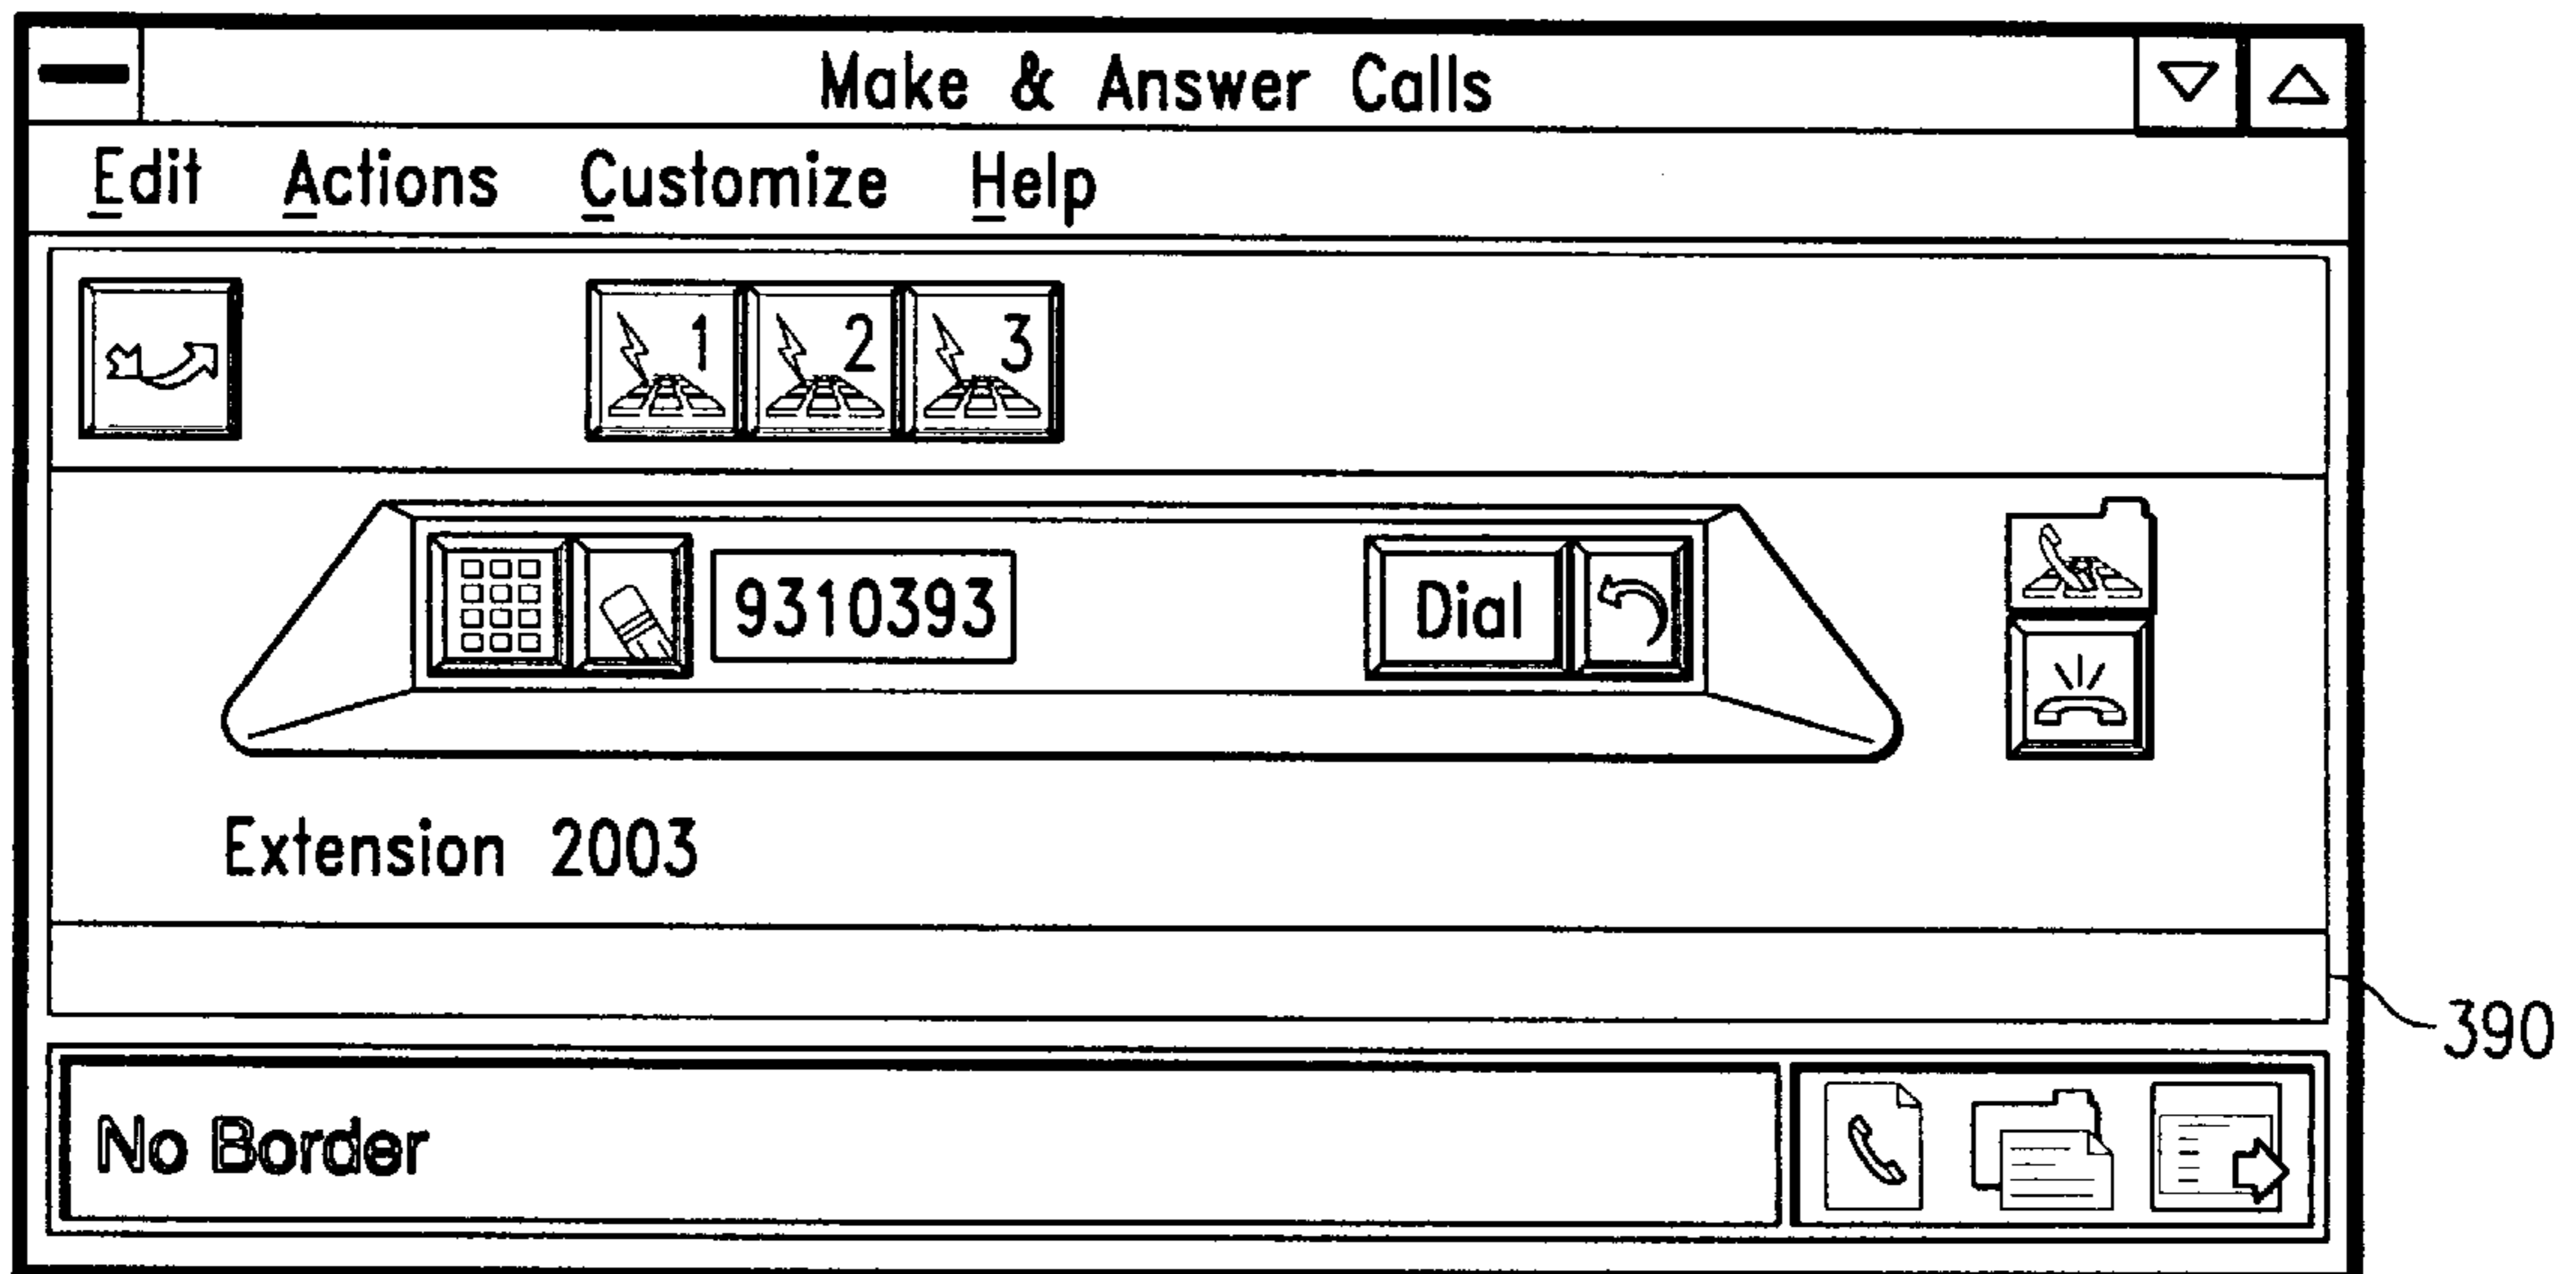 Make & Answer Calls
Edit Actions Customize Help
1 2 3
9310393 Dial
Extension 2003
390
No Border